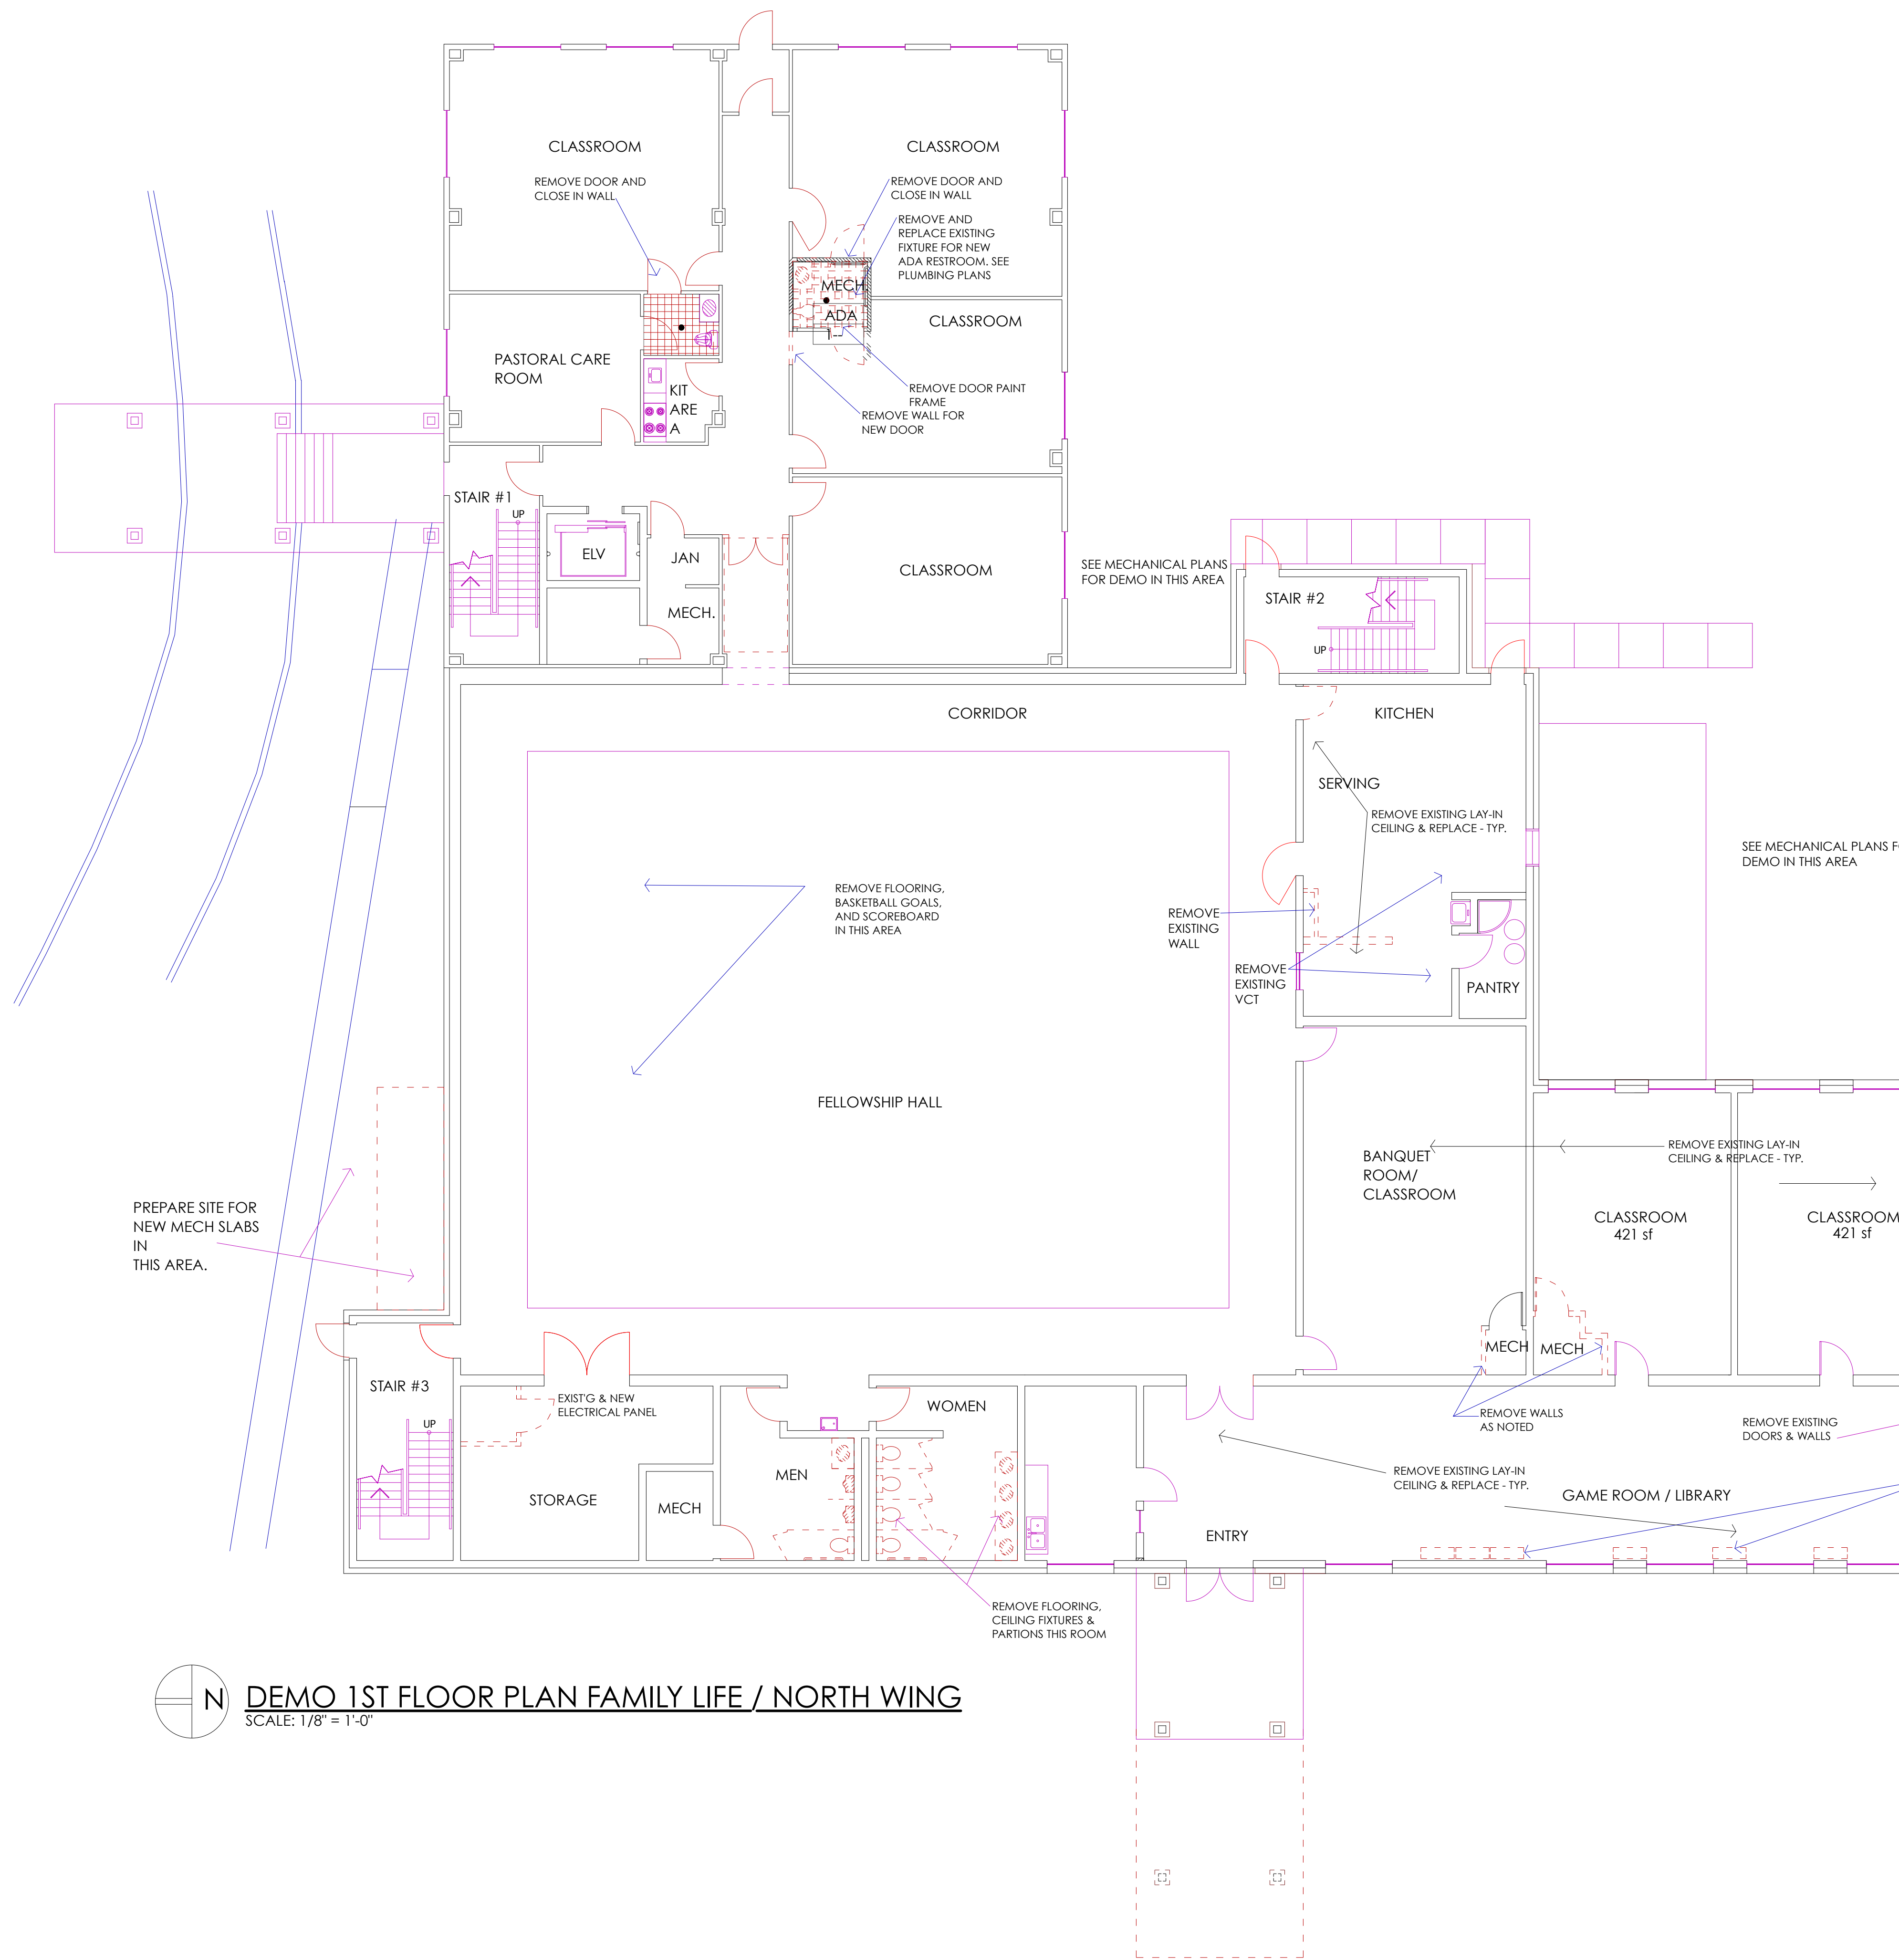 CLASSROOM
REMOVE DOOR AND
CLOSE IN WALL
CLASSROOM
REMOVE DOOR AND
CLOSE IN WALL
REMOVE AND
REPLACE EXISTING
FIXTURE FOR NEW
ADA RESTROOM. SEE
PLUMBING PLANS
MECH.
ADA
CLASSROOM
PASTORAL CARE
ROOM
KIT
ARE
A
REMOVE DOOR PAINT
FRAME
REMOVE WALL FOR
NEW DOOR
STAIR #1
UP
ELV
JAN
MECH.
CLASSROOM
SEE MECHANICAL PLANS
FOR DEMO IN THIS AREA
STAIR #2
UP
CORRIDOR
KITCHEN
SERVING
REMOVE EXISTING LAY-IN
CEILING & REPLACE - TYP.
SEE MECHANICAL PLANS
DEMO IN THIS AREA
REMOVE FLOORING,
BASKETBALL GOALS,
AND SCOREBOARD
IN THIS AREA
REMOVE
EXISTING
WALL
REMOVE
EXISTING
VCT
PANTRY
FELLOWSHIP HALL
BANQUET
ROOM/
CLASSROOM
REMOVE EXISTING LAY-IN
CEILING & REPLACE - TYP.
CLASSROOM
421 sf
CLASSROOM
421 sf
PREPARE SITE FOR
NEW MECH SLABS
IN
THIS AREA.
MECH
MECH
STAIR #3
UP
EXIST'G & NEW
ELECTRICAL PANEL
WOMEN
REMOVE WALLS
AS NOTED
REMOVE EXISTING
DOORS & WALLS
MEN
STORAGE
MECH
REMOVE EXISTING LAY-IN
CEILING & REPLACE - TYP.
GAME ROOM / LIBRARY
ENTRY
REMOVE FLOORING,
CEILING FIXTURES &
PARTIONS THIS ROOM
N
DEMO 1ST FLOOR PLAN FAMILY LIFE / NORTH WING
SCALE: 1/8" = 1'-0"